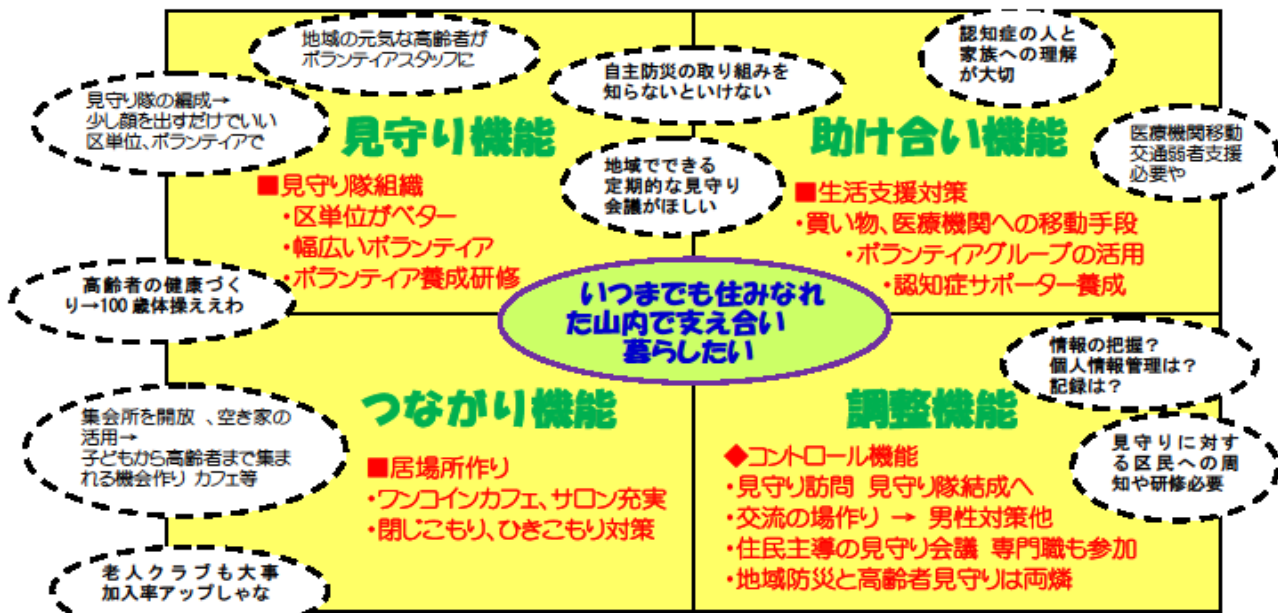 地域の元気な高齢者が
ボランティアスタッフに
見守り隊の編成→
少し顔を出すだけでいい
区単位、ボランティアで
自主防災の取り組みを
知らないといけない
認知症の人と
家族への理解
が大切
医療機関移動
交通弱者支援
必要や
見守り機能
■見守り隊組織
・区単位がベター
・幅広いボランティア
・ボランティア養成研修
地域でできる
定期的な見守り
会議がほしい
助け合い機能
■生活支援対策
・買い物、医療機関への移動手段
・ボランティアグループの活用
・認知症サポーター養成
高齢者の健康づく
り→100歳体操ええわ
いつまでも住みなれ
た山内で支え合い
暮らしたい
情報の把握？
個人情報管理は？
記録は？
集会所を開放 、空き家の
活用→
子どもから高齢者まで集ま
れる機会作り カフェ等
つながり機能
■居場所作り
・ワンコインカフェ、サロン充実
・閉じこもり、ひきこもり対策
調整機能
◆コントロール機能
・見守り訪問 見守り隊結成へ
・交流の場作り → 男性対策他
・住民主導の見守り会議 専門職も参加
・地域防災と高齢者見守りは両燐
見守りに対す
る区民への周
知や研修必要
老人クラブも大事
加入率アップしゃな